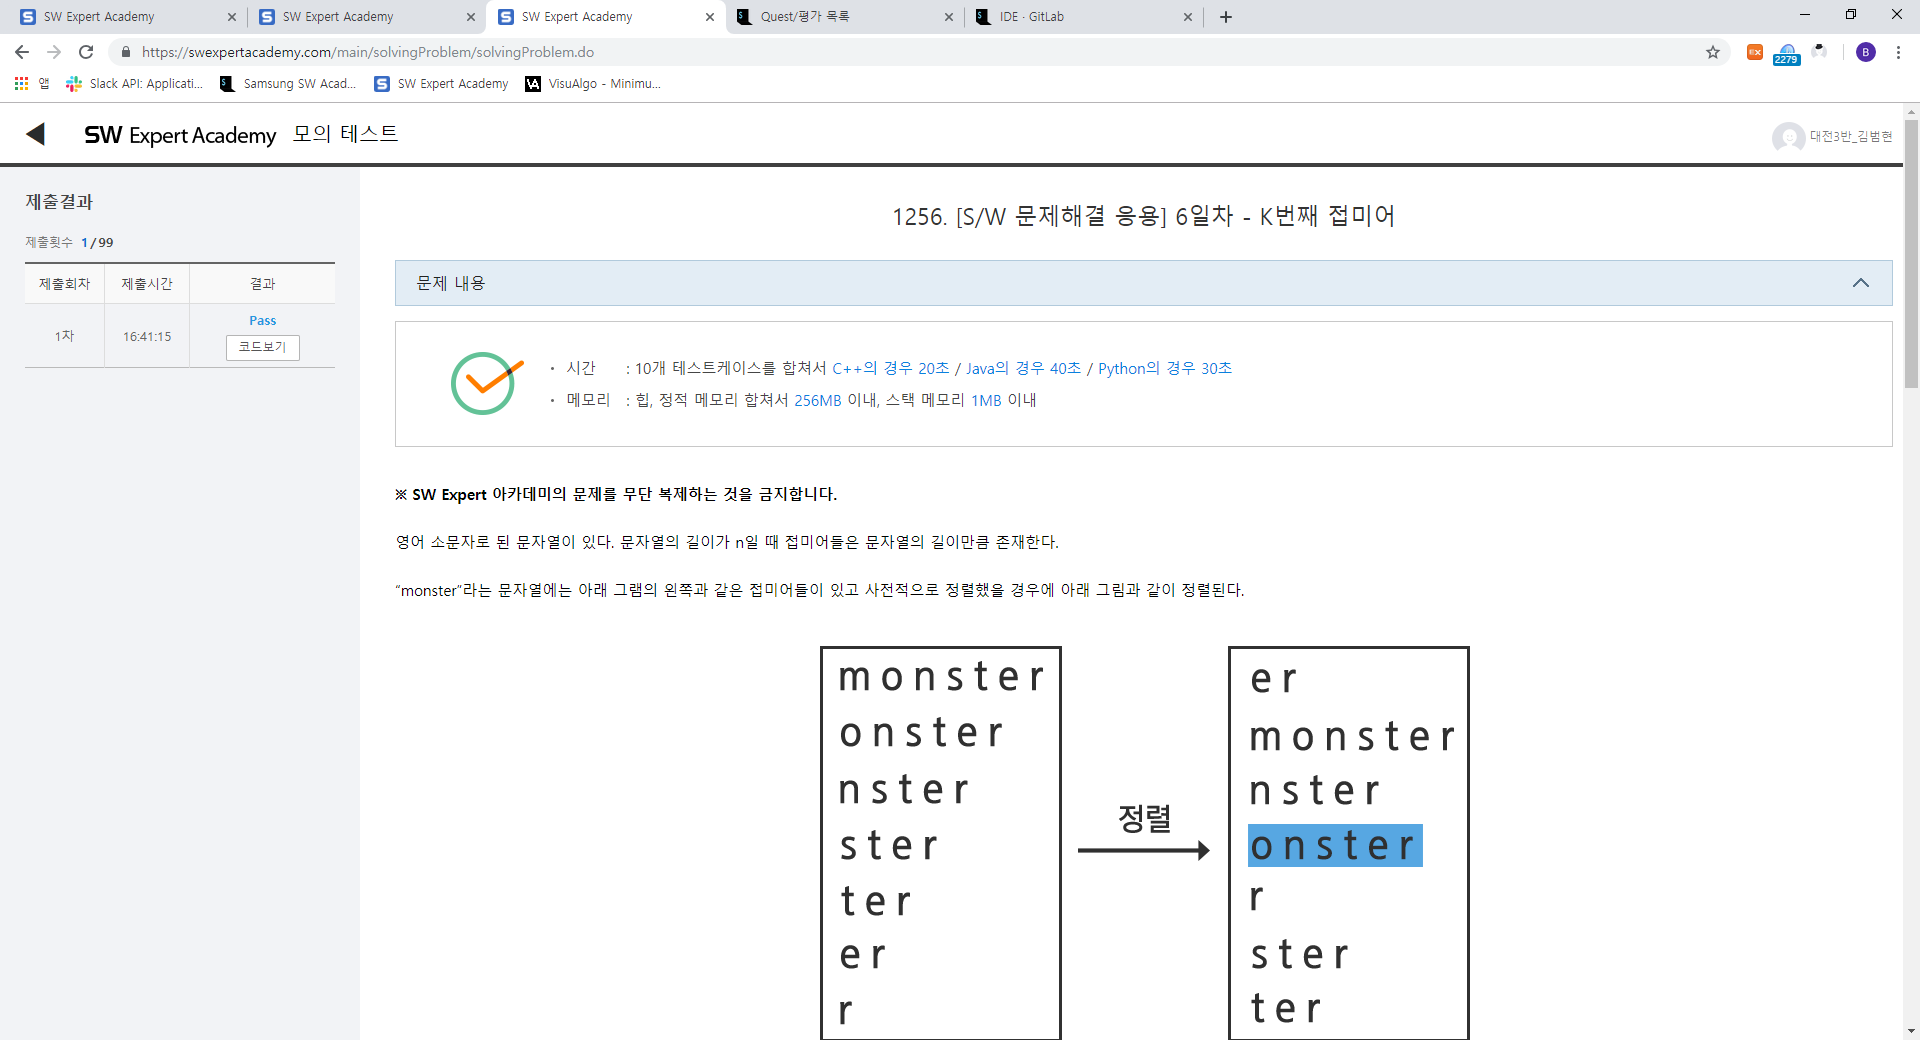 SW Expert Academy
SW Expert Academy
SW Expert Academy
Quest/평가 목록
IDE · GitLab
https://swexpertacademy.com/main/solvingProblem/solvingProblem.do
2279
B
앱
Slack API: Applicati...
Samsung SW Acad...
SW Expert Academy
VisuAlgo - Minimu...
SW Expert Academy 모의 테스트
대전3반_김범현
제출결과
제출횟수 1 / 99
제출회차 제출시간 결과
1차 16:41:15 Pass
코드보기
1256. [S/W 문제해결 응용] 6일차 - K번째 접미어
문제 내용
• 시간 : 10개 테스트케이스를 합쳐서 C++의 경우 20초 / Java의 경우 40초 / Python의 경우 30초
• 메모리 : 힙, 정적 메모리 합쳐서 256MB 이내, 스택 메모리 1MB 이내
※ SW Expert 아카데미의 문제를 무단 복제하는 것을 금지합니다.
영어 소문자로 된 문자열이 있다. 문자열의 길이가 n일 때 접미어들은 문자열의 길이만큼 존재한다.
“monster”라는 문자열에는 아래 그램의 왼쪽과 같은 접미어들이 있고 사전적으로 정렬했을 경우에 아래 그림과 같이 정렬된다.
monster
onster
nster
ster
ter
er
r
정렬
er
monster
nster
onster
r
ster
ter